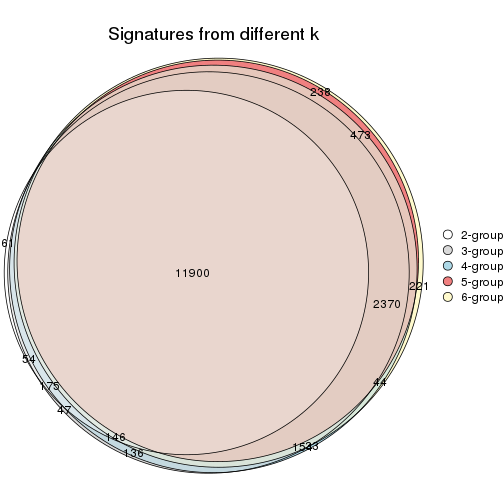 Signatures from different k
238
473
61
2-group
3-group
4-group
5-group
6-group
11900
221
2370
54
44
175
47
146
136